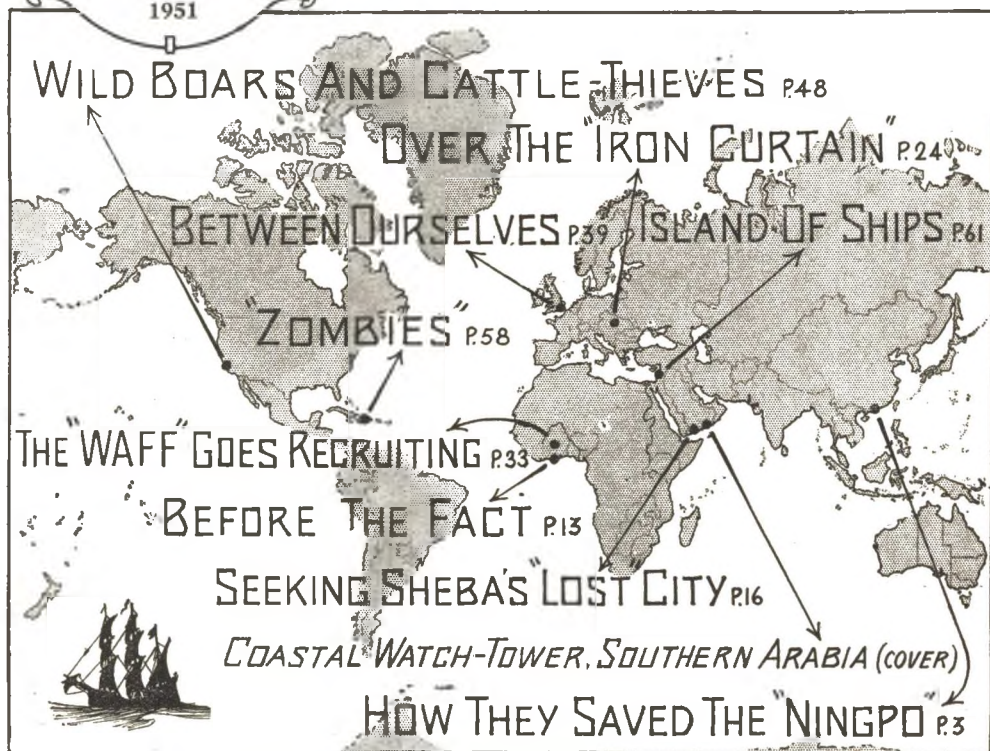 1951
WILD BOARS AND CATTLE-THIEVES P.48
OVER THE "IRON CURTAIN" P.24
BETWEEN OURSELVES P.39
ISLAND OF SHIPS P.61
"ZOMBIES" P.58
THE "WAFF" GOES RECRUITING P.33
BEFORE THE FACT P.13
SEEKING SHEBA'S "LOST" CITY P.16
COASTAL WATCH-TOWER, SOUTHERN ARABIA (COVER)
HOW THEY SAVED THE "NINGPO" P.3